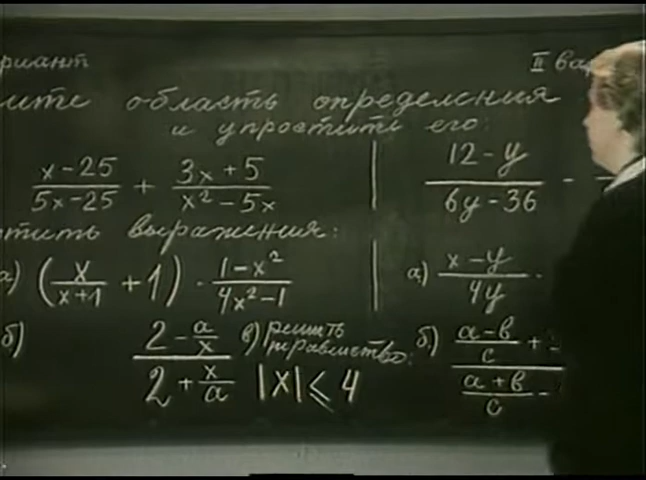 риант II вар
ите область определения
и упростить его:
(x-25)/(5x-25) + (3x+5)/(x²-5x) (12-y)/(6y-36) -
тить выражения:
а) (x/(x+1) + 1) · (1-x²)/(4x²-1) а) (x-y)/(4y) ·
б) (2 - a/x)/(2 + x/a) в) решить б) ((а-в)/с + )/((а+в)/с - )
неравенство:
|x| ≤ 4